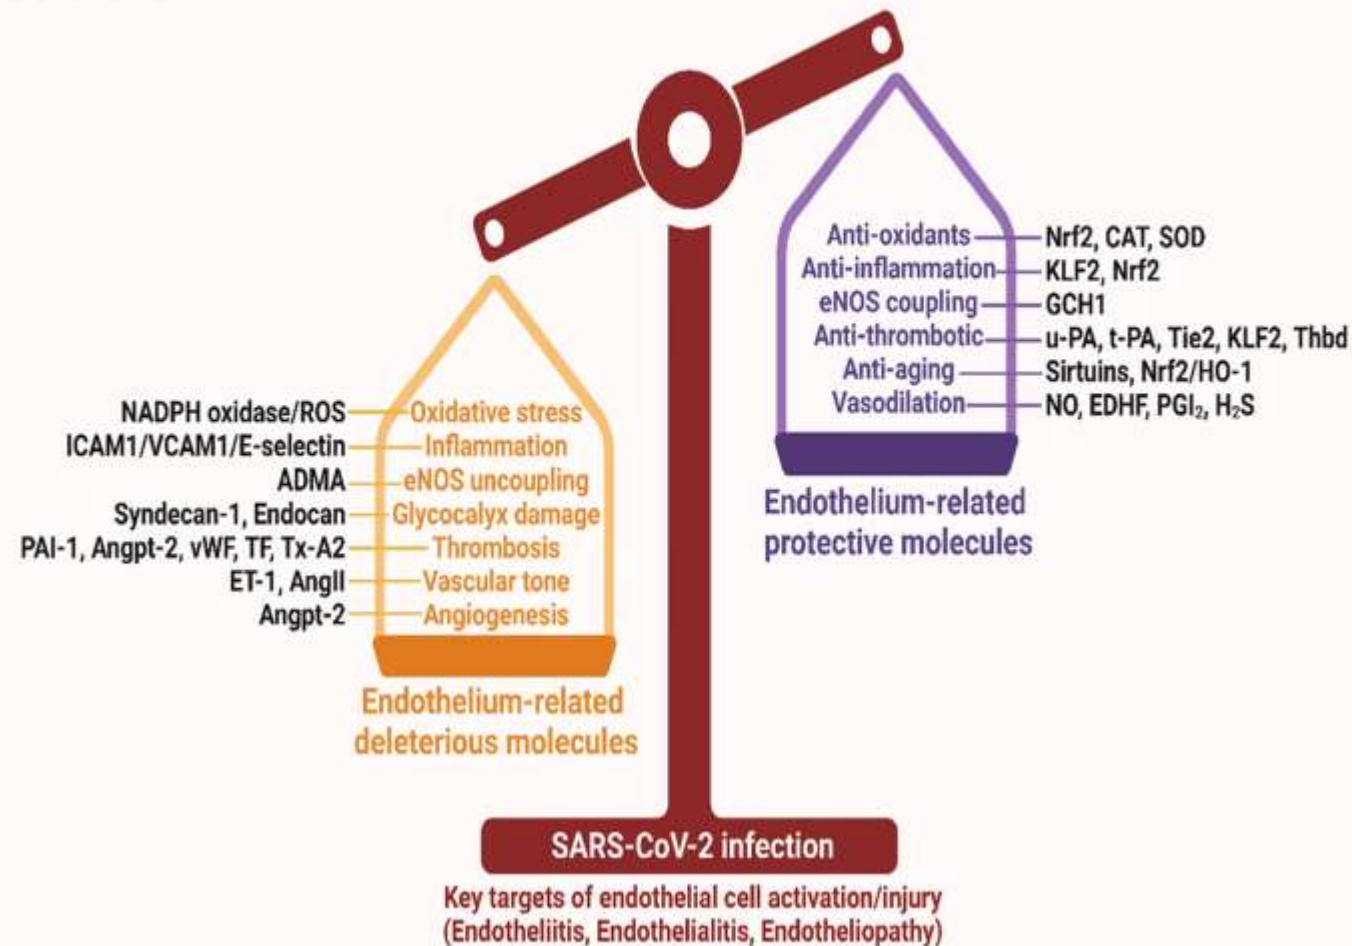 Anti-oxidants Nrf2, CAT, SOD
Anti-inflammation KLF2, Nrf2
eNOS coupling GCH1
Anti-thrombotic u-PA, t-PA, Tie2, KLF2, Thbd
Anti-aging Sirtuins, Nrf2/HO-1
Vasodilation NO, EDHF, PGI₂, H₂S
Endothelium-related
protective molecules
NADPH oxidase/ROS Oxidative stress
ICAM1/VCAM1/E-selectin Inflammation
ADMA eNOS uncoupling
Syndecan-1, Endocan Glycocalyx damage
PAI-1, Angpt-2, vWF, TF, Tx-A2 Thrombosis
ET-1, AngII Vascular tone
Angpt-2 Angiogenesis
Endothelium-related
deleterious molecules
SARS-CoV-2 infection
Key targets of endothelial cell activation/injury
(Endotheliitis, Endothelialitis, Endotheliopathy)